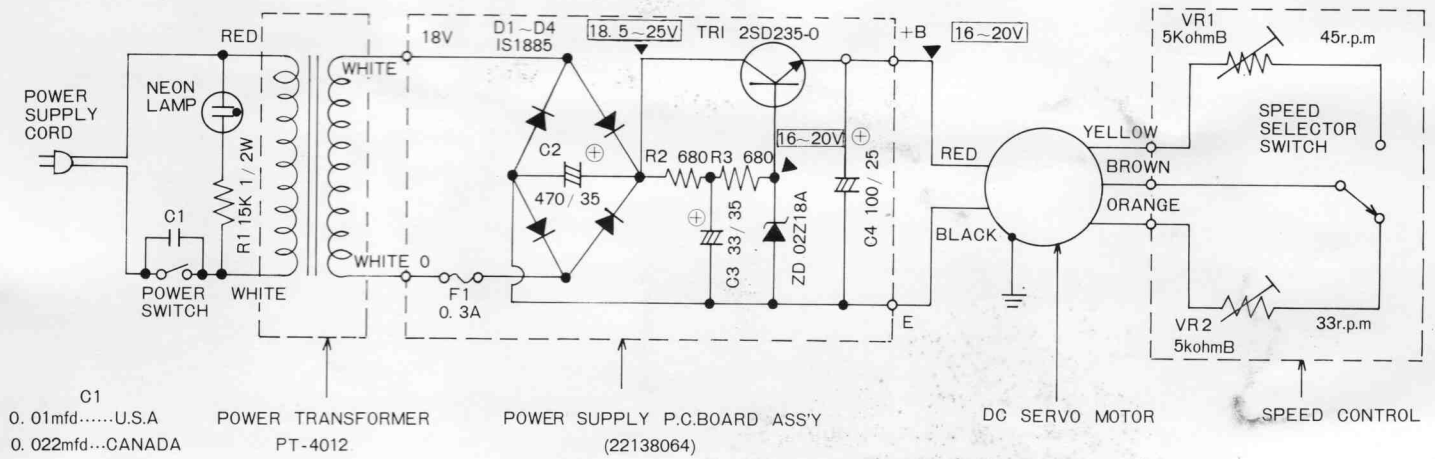 POWER
SUPPLY
CORD
RED
NEON
LAMP
R1 15K 1/2W
C1
POWER
SWITCH
WHITE
WHITE
WHITE 0
18V
D1~D4
IS1885
18.5~25V
TRI 2SD235-0
+B
16~20V
C2
470/35
R2 680 R3 680
16~20V
C3 33/35
ZD 02Z18A
C4 100/25
F1
0.3A
E
RED
BLACK
YELLOW
BROWN
ORANGE
VR1
5KohmB
45r.p.m
SPEED
SELECTOR
SWITCH
VR2
5kohmB
33r.p.m
C1
0.01mfd......U.S.A
0.022mfd...CANADA
POWER TRANSFORMER
PT-4012
POWER SUPPLY P.C.BOARD ASS'Y
(22138064)
DC SERVO MOTOR
SPEED CONTROL